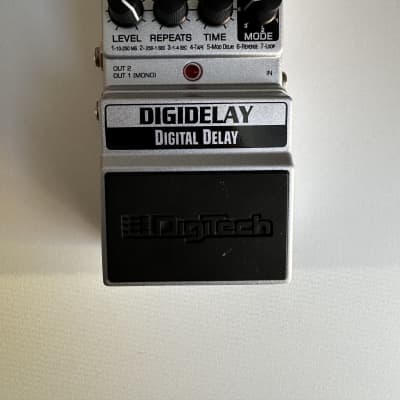 LEVEL REPEATS TIME MODE
1-10-250 MS 2-250-1 SEC 3-1-4 SEC 4-TAPE 5-MOD DELAY 6-REVERSE 7-LOOP
OUT 2
OUT 1 (MONO) IN
DIGIDELAY
DIGITAL DELAY
DigiTech